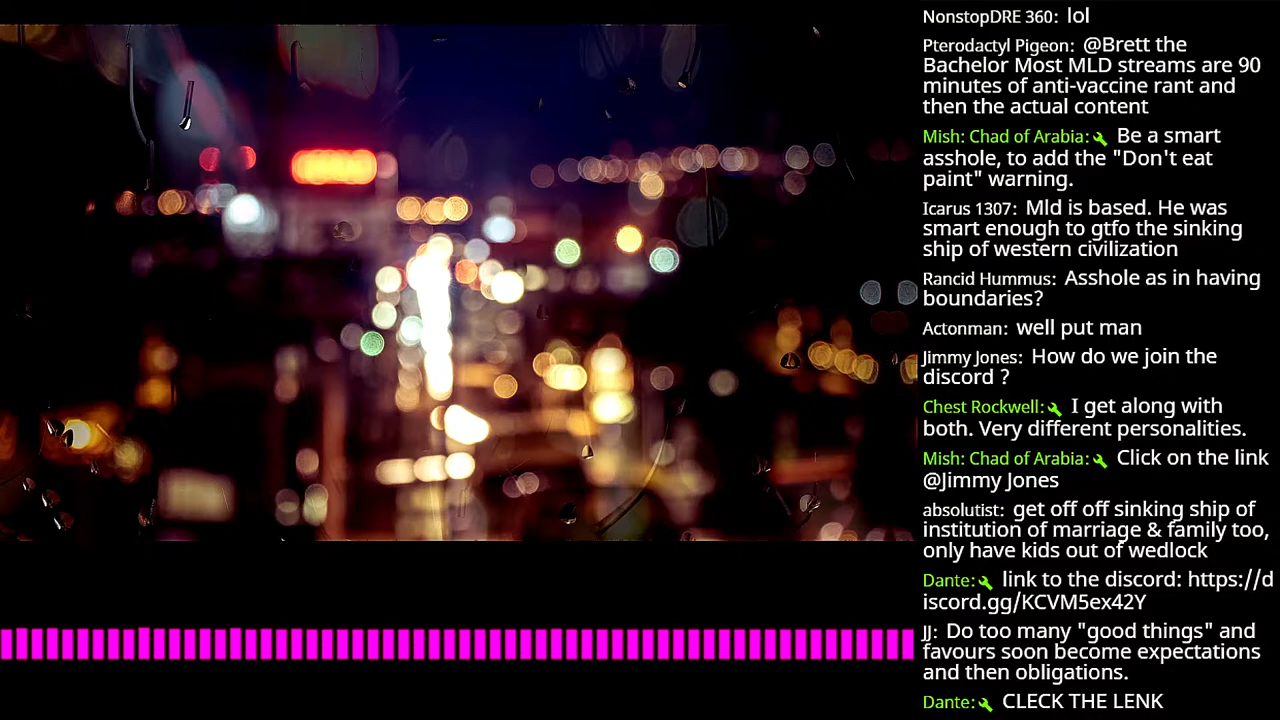 NonstopDRE 360: lol
Pterodactyl Pigeon: @Brett the
Bachelor Most MLD streams are 90
minutes of anti-vaccine rant and
then the actual content
Mish: Chad of Arabia: Be a smart
asshole, to add the "Don't eat
paint" warning.
Icarus 1307: Mld is based. He was
smart enough to gtfo the sinking
ship of western civilization
Rancid Hummus: Asshole as in having
boundaries?
Actonman: well put man
Jimmy Jones: How do we join the
discord ?
Chest Rockwell: I get along with
both. Very different personalities.
Mish: Chad of Arabia: Click on the link
@Jimmy Jones
absolutist: get off off sinking ship of
institution of marriage & family too,
only have kids out of wedlock
Dante: link to the discord: https://d
iscord.gg/KCVM5ex42Y
JJ: Do too many "good things" and
favours soon become expectations
and then obligations.
Dante: CLECK THE LENK